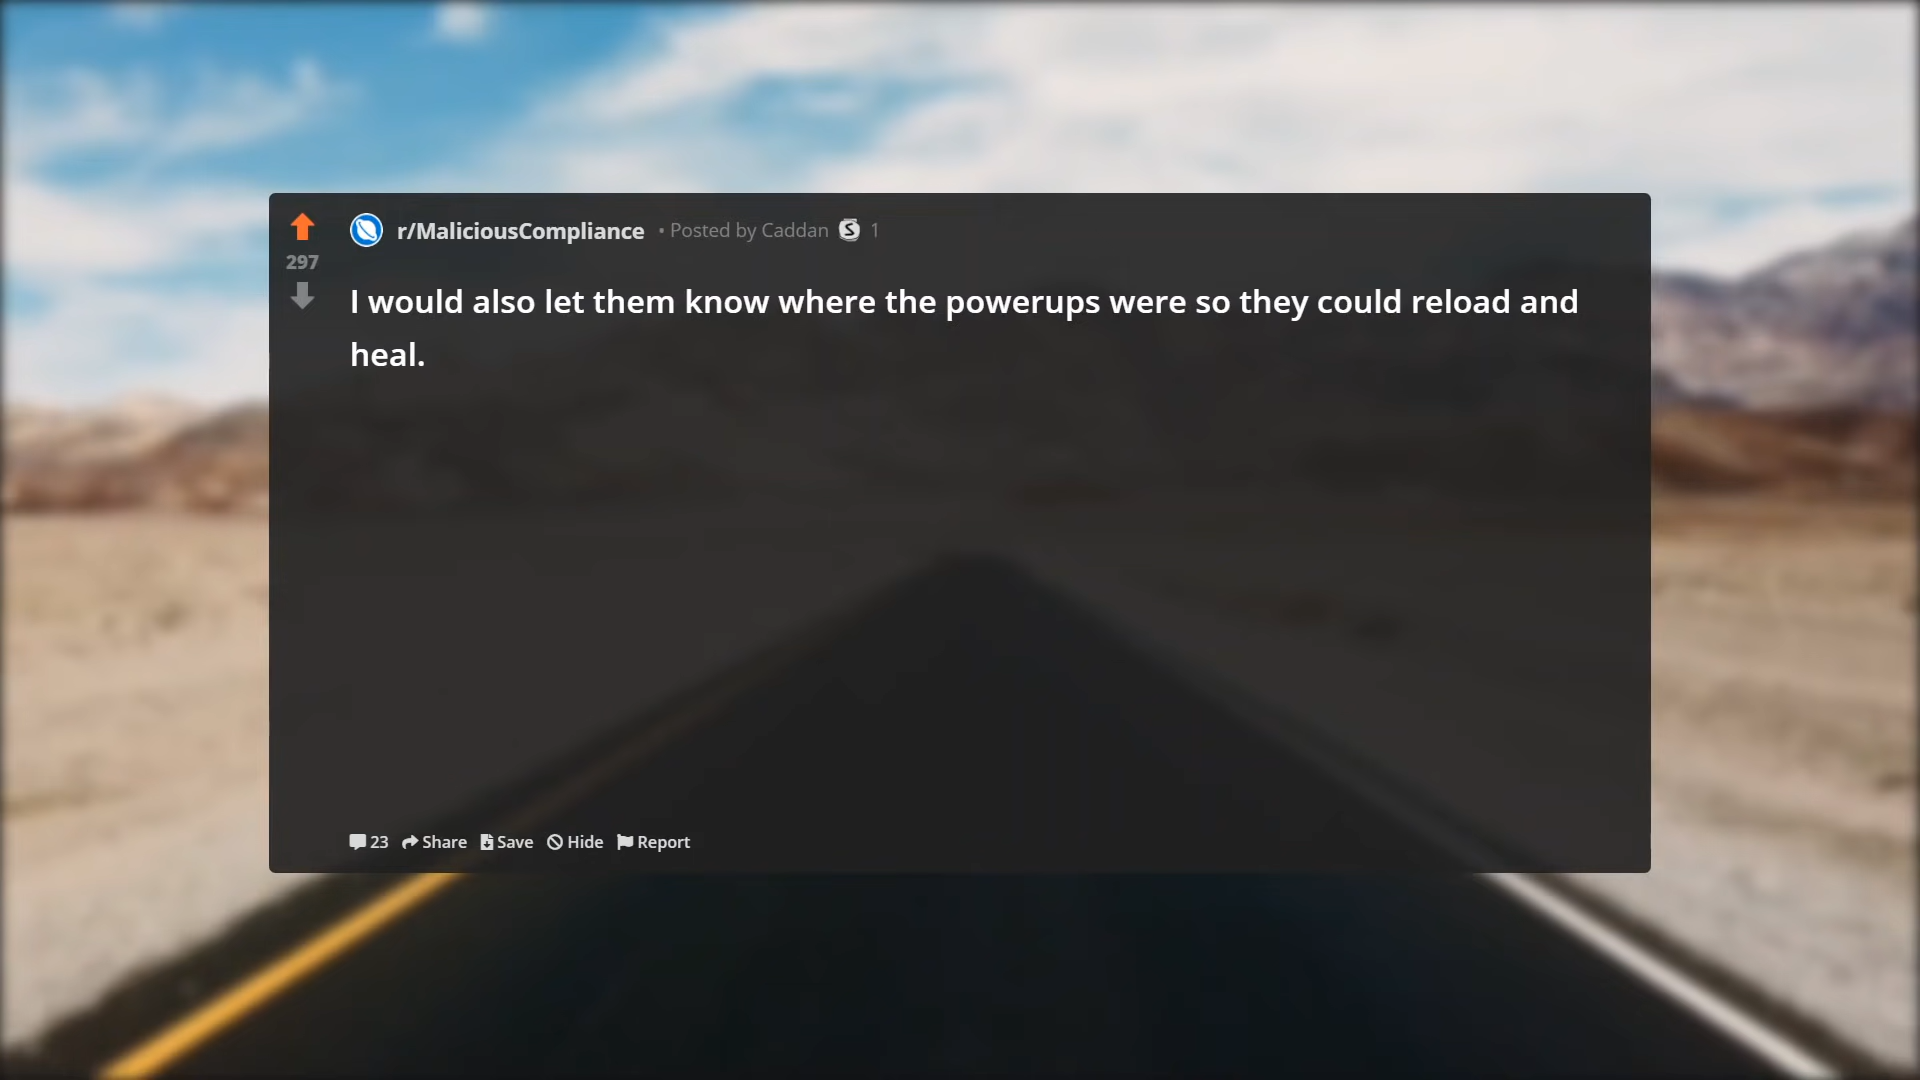 r/MaliciousCompliance • Posted by Caddan S 1
297
I would also let them know where the powerups were so they could reload and
heal.
23 Share Save Hide Report